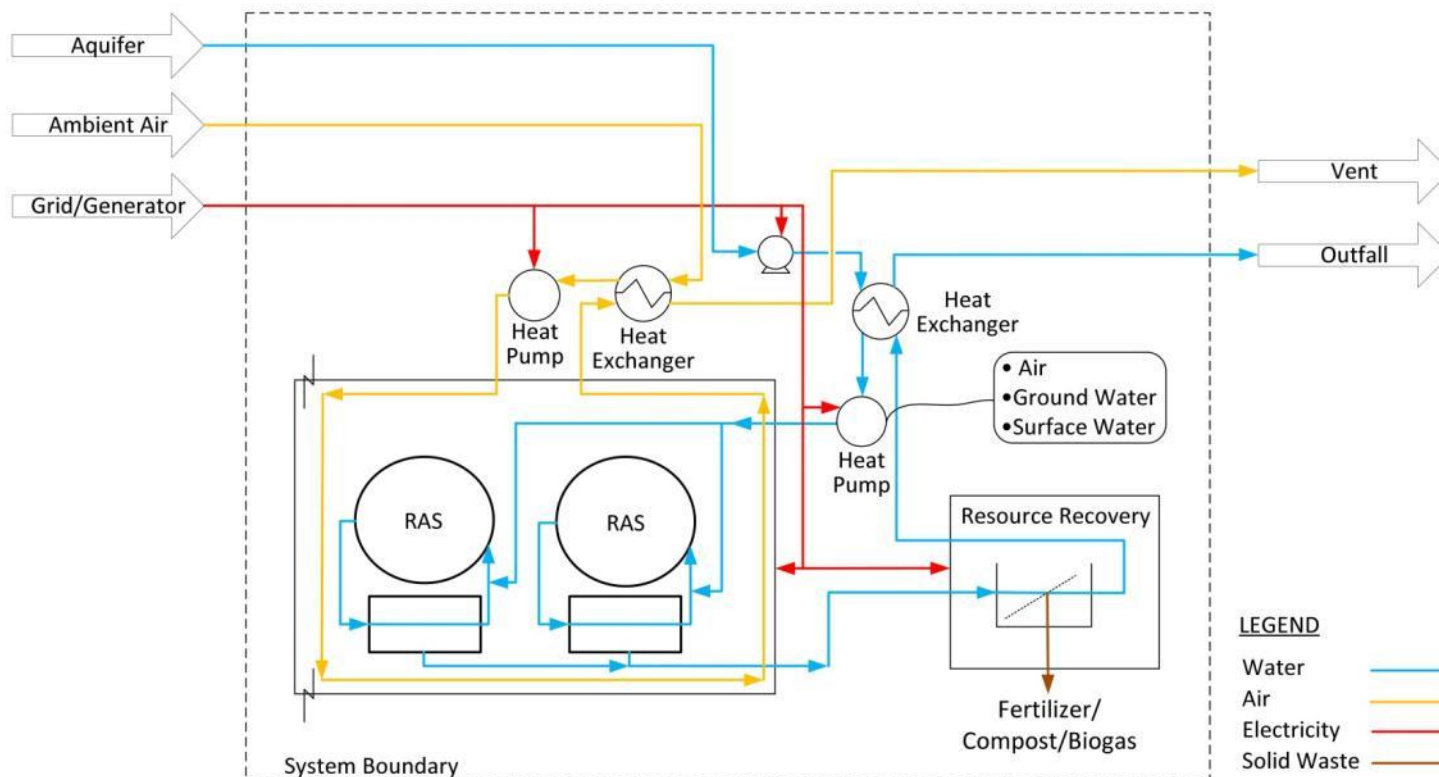 Aquifer
Ambient Air
Grid/Generator
Vent
Outfall
Heat
Pump
Heat
Exchanger
Heat
Exchanger
• Air
•Ground Water
•Surface Water
Heat
Pump
RAS
RAS
Resource Recovery
Fertilizer/
Compost/Biogas
System Boundary
LEGEND
Water
Air
Electricity
Solid Waste